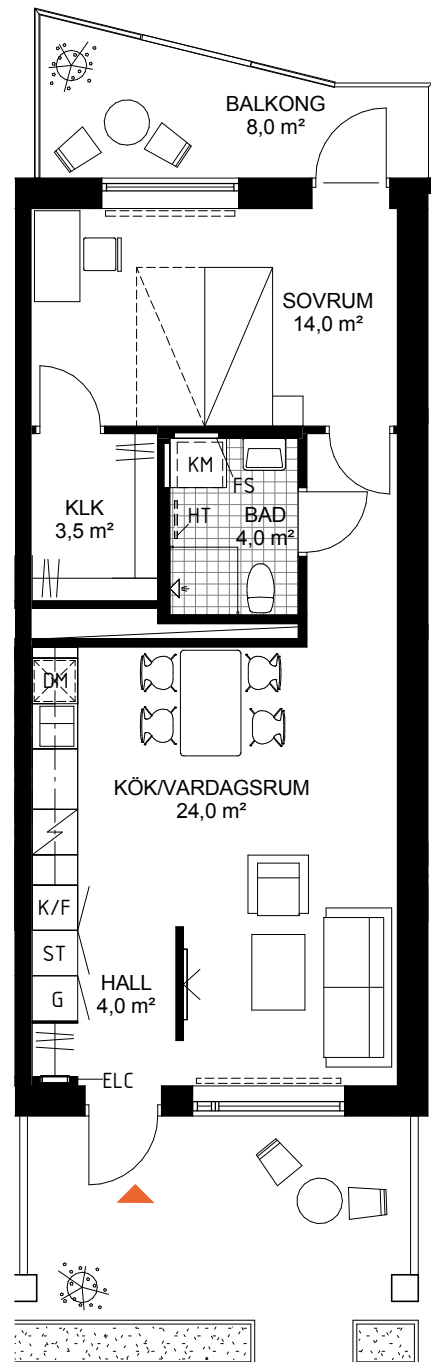 BALKONG
8,0 m²
SOVRUM
14,0 m²
KM
FS
KLK
3,5 m²
HT
BAD
4,0 m²
DM
KÖK/VARDAGSRUM
24,0 m²
K/F
ST
HALL
4,0 m²
G
ELC